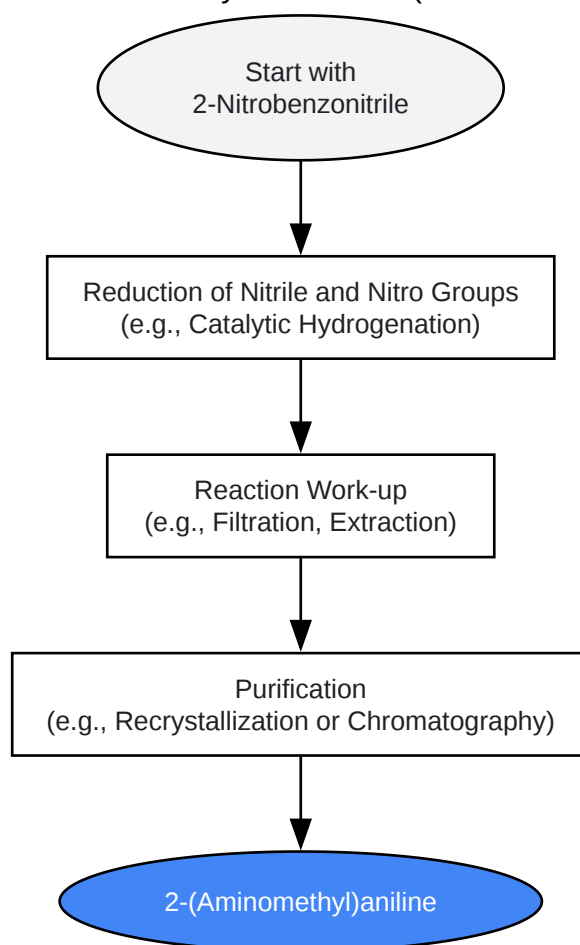 Start with
2-Nitrobenzonitrile
Reduction of Nitrile and Nitro Groups
(e.g., Catalytic Hydrogenation)
Reaction Work-up
(e.g., Filtration, Extraction)
Purification
(e.g., Recrystallization or Chromatography)
2-(Aminomethyl)aniline